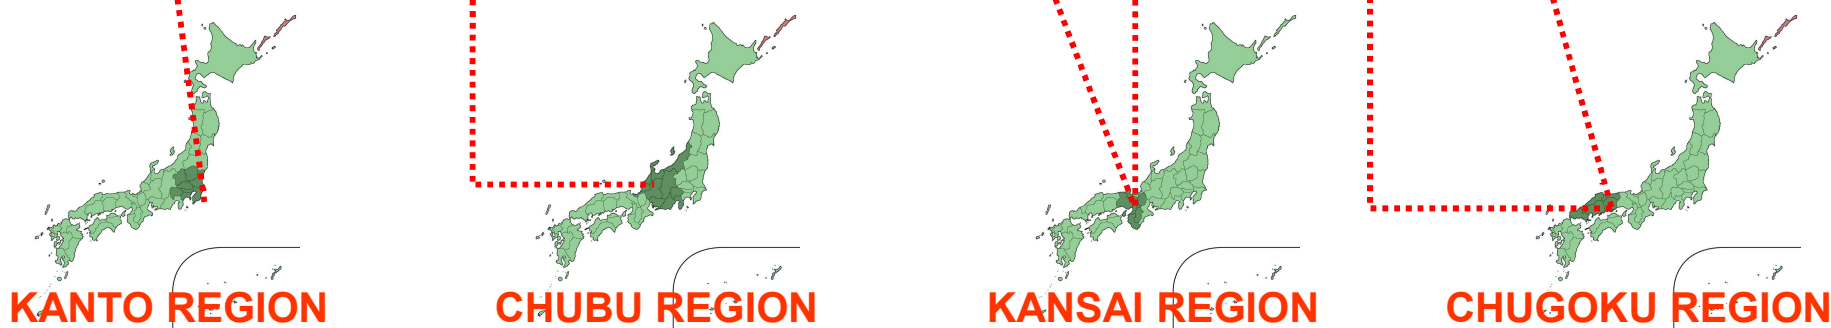 KANTO REGION
CHUBU REGION
KANSAI REGION
CHUGOKU REGION